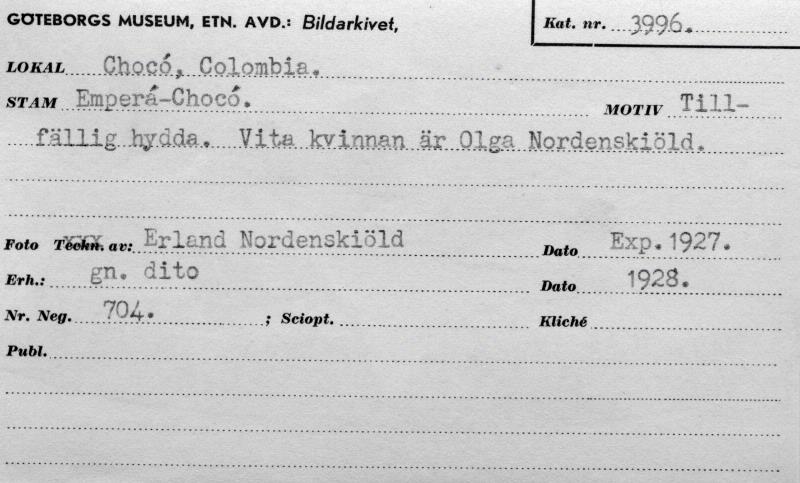 GÖTEBORGS MUSEUM, ETN. AVD.: Bildarkivet,
Kat. nr. 3996.
LOKAL Chocó, Colombia.
STAM Emperá-Chocó.
MOTIV Till-
fällig hydda. Vita kvinnan är Olga Nordenskiöld.
Foto Teckn. av: Erland Nordenskiöld
Dato Exp. 1927.
Erh.: gn. dito
Dato 1928.
Nr. Neg. 704. ; Sciopt.
Kliché
Publ.